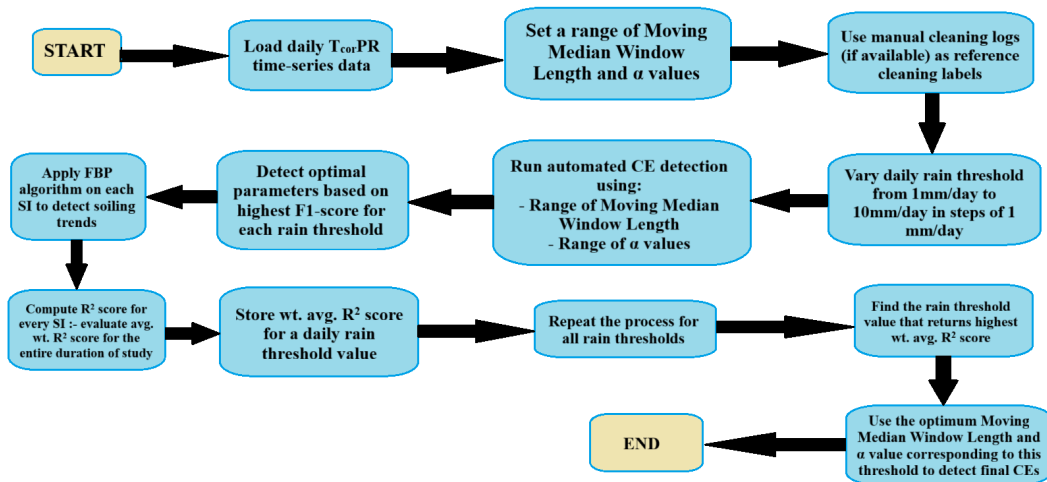 START
Load daily TcorPR
time-series data
Set a range of Moving
Median Window
Length and α values
Use manual cleaning logs
(if available) as reference
cleaning labels
Vary daily rain threshold
from 1mm/day to
10mm/day in steps of 1
mm/day
Run automated CE detection
using:
- Range of Moving Median
Window Length
- Range of α values
Detect optimal
parameters based on
highest F1-score for
each rain threshold
Apply FBP
algorithm on each
SI to detect soiling
trends
Compute R² score for
every SI :- evaluate avg.
wt. R² score for the
entire duration of study
Store wt. avg. R² score
for a daily rain
threshold value
Repeat the process for
all rain thresholds
Find the rain threshold
value that returns highest
wt. avg. R² score
Use the optimum Moving
Median Window Length and
α value corresponding to this
threshold to detect final CEs
END